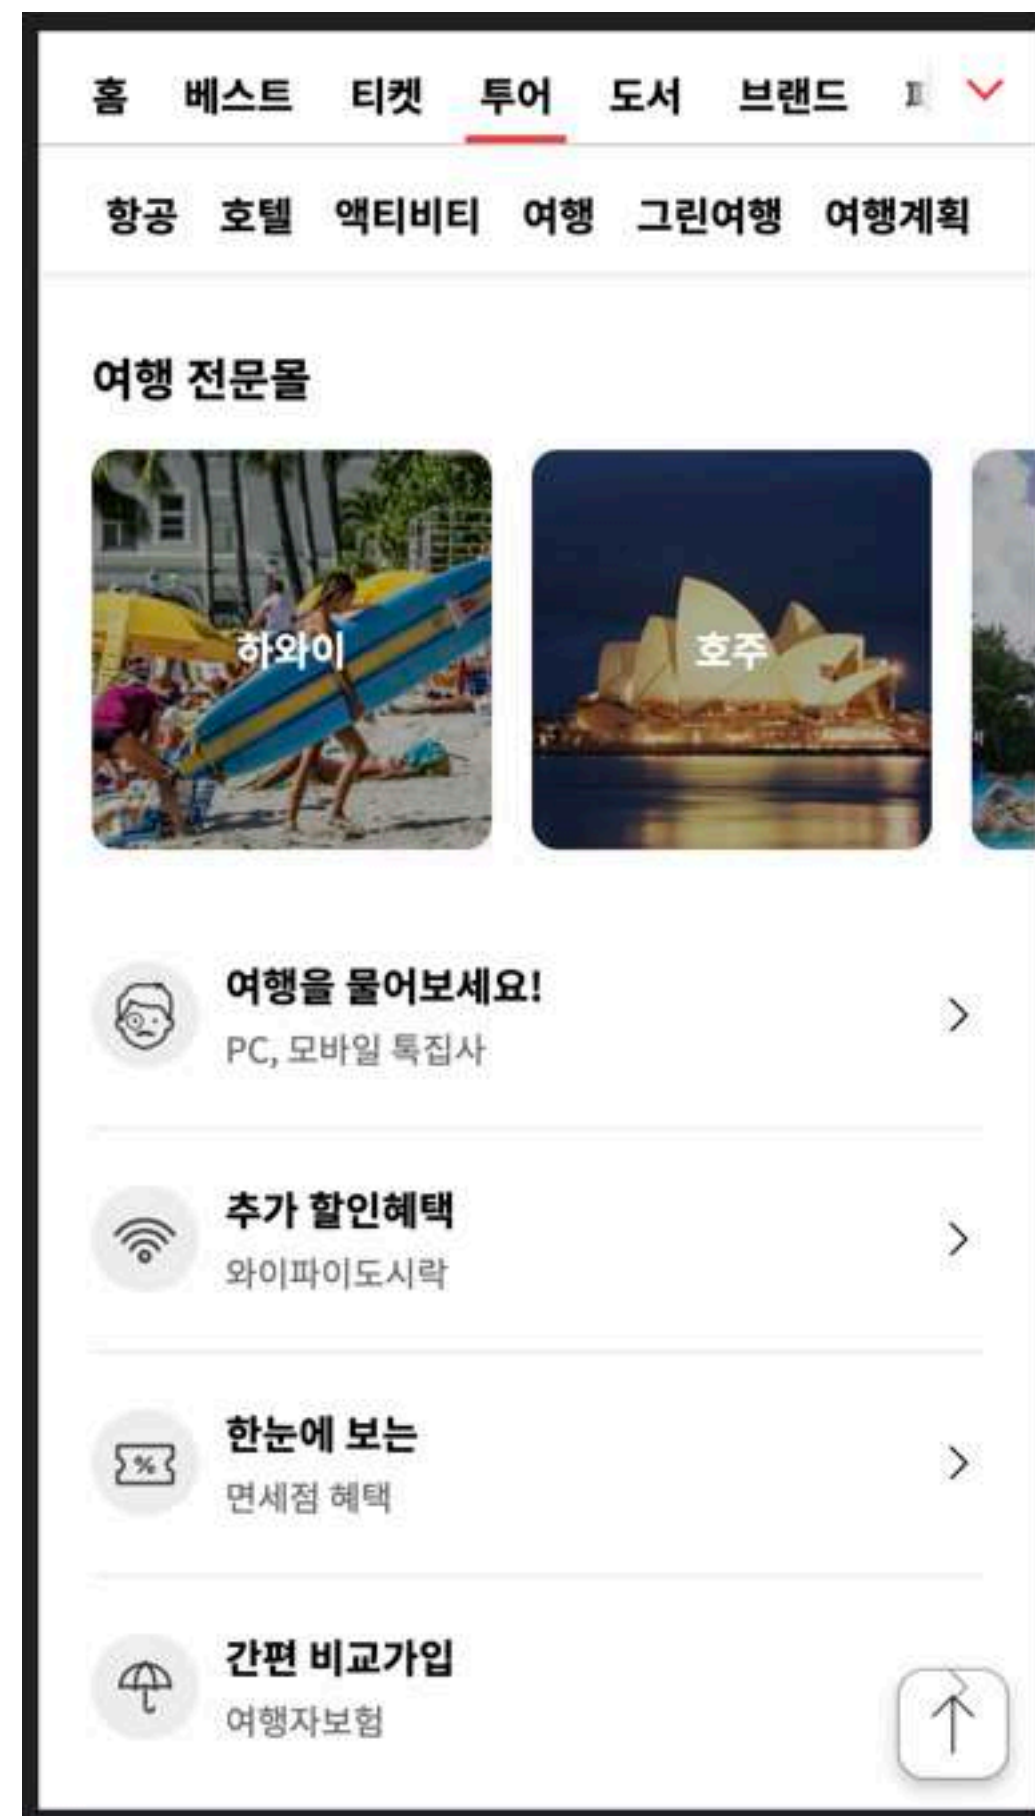 홈 베스트 티켓 투어 도서 브랜드
항공 호텔 액티비티 여행 그린여행 여행계획
여행 전문몰
하와이 호주
여행을 물어보세요!
PC, 모바일 톡집사
추가 할인혜택
와이파이도시락
한눈에 보는
%
면세점 혜택
간편 비교가입
여행자보험